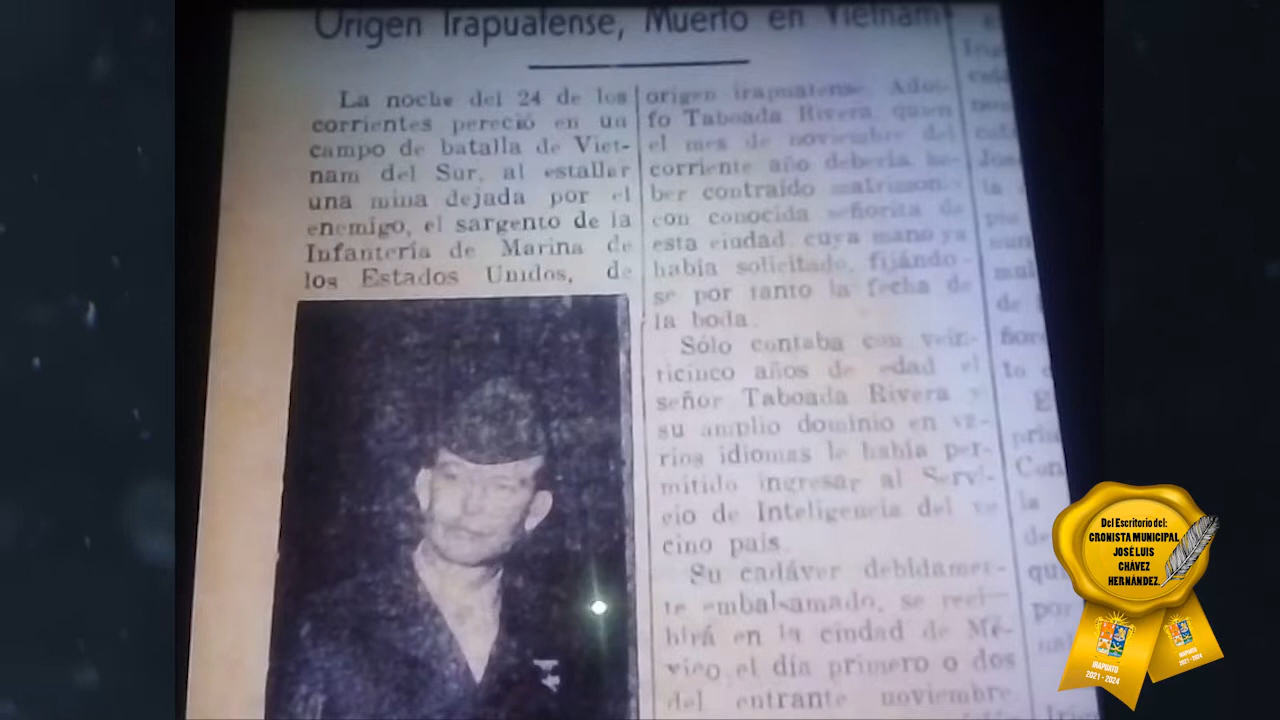 Origen Irapuatense, Muerto en Vietnam
La noche del 24 de los
corrientes pereció en un
campo de batalla de Viet-
nam del Sur, al estallar
una mina dejada por el
enemigo, el sargento de la
Infantería de Marina de
los Estados Unidos, de
origen irapuatense, Adol-
fo Taboada Rivera, quien
el mes de noviembre del
corriente año debería ha-
ber contraído matrimon.
con conocida señorita de
esta ciudad, cuya mano ya
había solicitado, fijándo-
se por tanto la fecha de
la boda.
Sólo contaba con vein-
ticinco años de edad el
señor Taboada Rivera y
su amplio dominio en va-
rios idiomas le había per-
mitido ingresar al Servi-
cio de Inteligencia del ve
cino país.
Su cadáver debidamen-
te embalsamado, se reci-
birá en la ciudad de Mé-
xico el día primero o dos
del entrante noviembre
Del Escritorio del:
CRONISTA MUNICIPAL
JOSÉ LUIS
CHÁVEZ
HERNÁNDEZ.
IRAPUATO
2021 - 2024
IRAPUATO
2021 - 2024